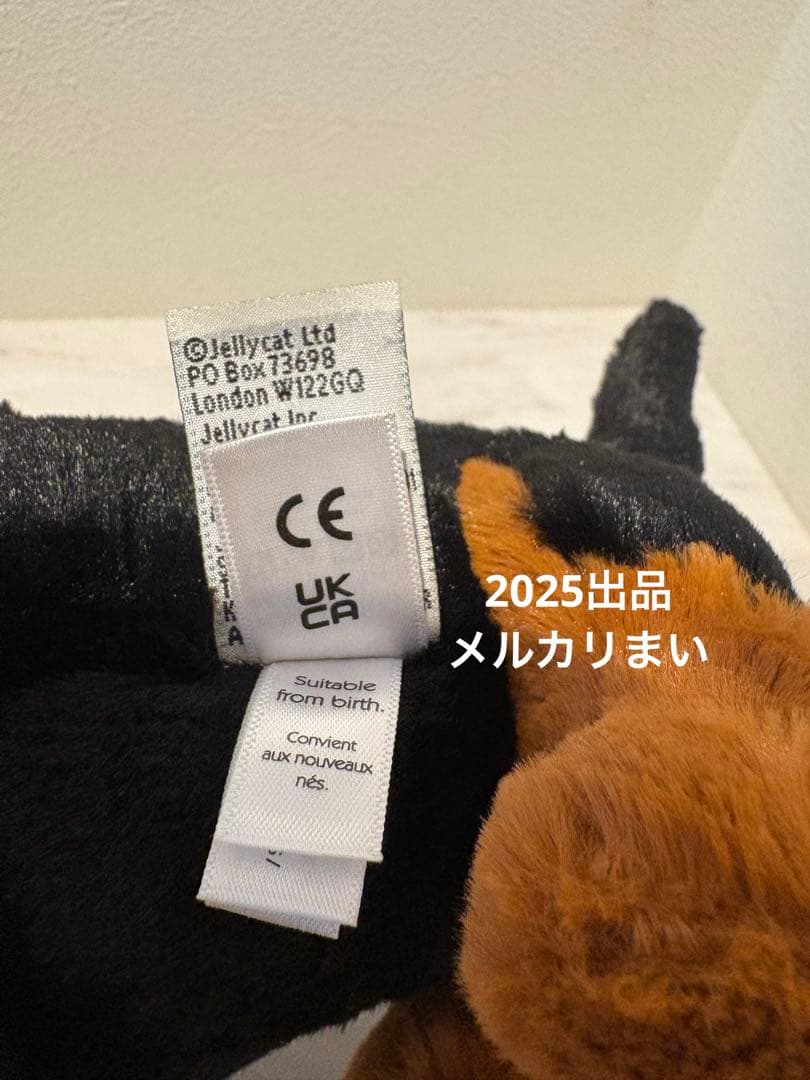 ©Jellycat Ltd
PO Box 73698
London W122GQ
Jellycat Inc
CE
UK
CA
Suitable
from birth.
Convient
aux nouveaux
nés.
2025出品
メルカリまい